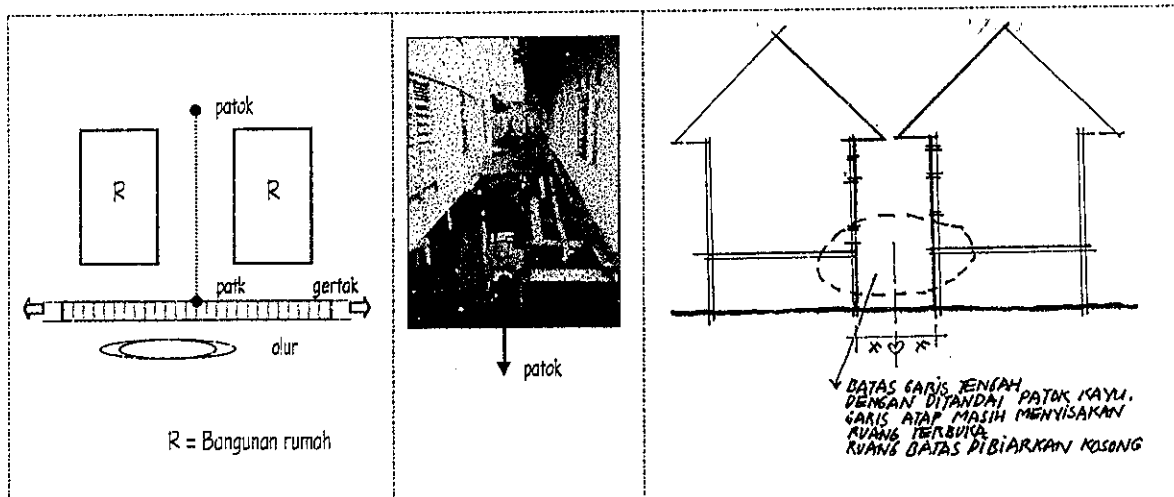 patok
R
R
patk
gertak
alur
R = Bangunan rumah
patok
x x
BATAS GARIS TENGAH
DENGAN DITANDAI PATOK KAYU.
GARIS ATAP MASIH MENYISAKAN
RUANG TERBUKA
RUANG BATAS DIBIARKAN KOSONG